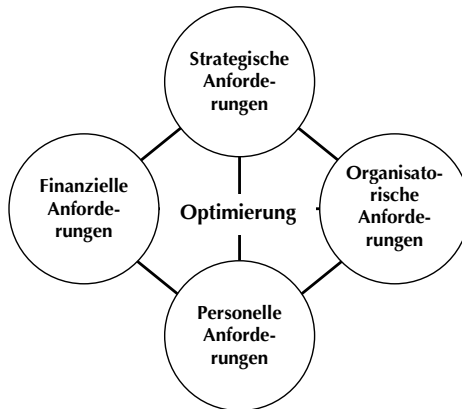 Strategische
Anforde-
rungen
Finanzielle
Anforde-
rungen
Optimierung
Organisato-
rische
Anforde-
rungen
Personelle
Anforde-
rungen